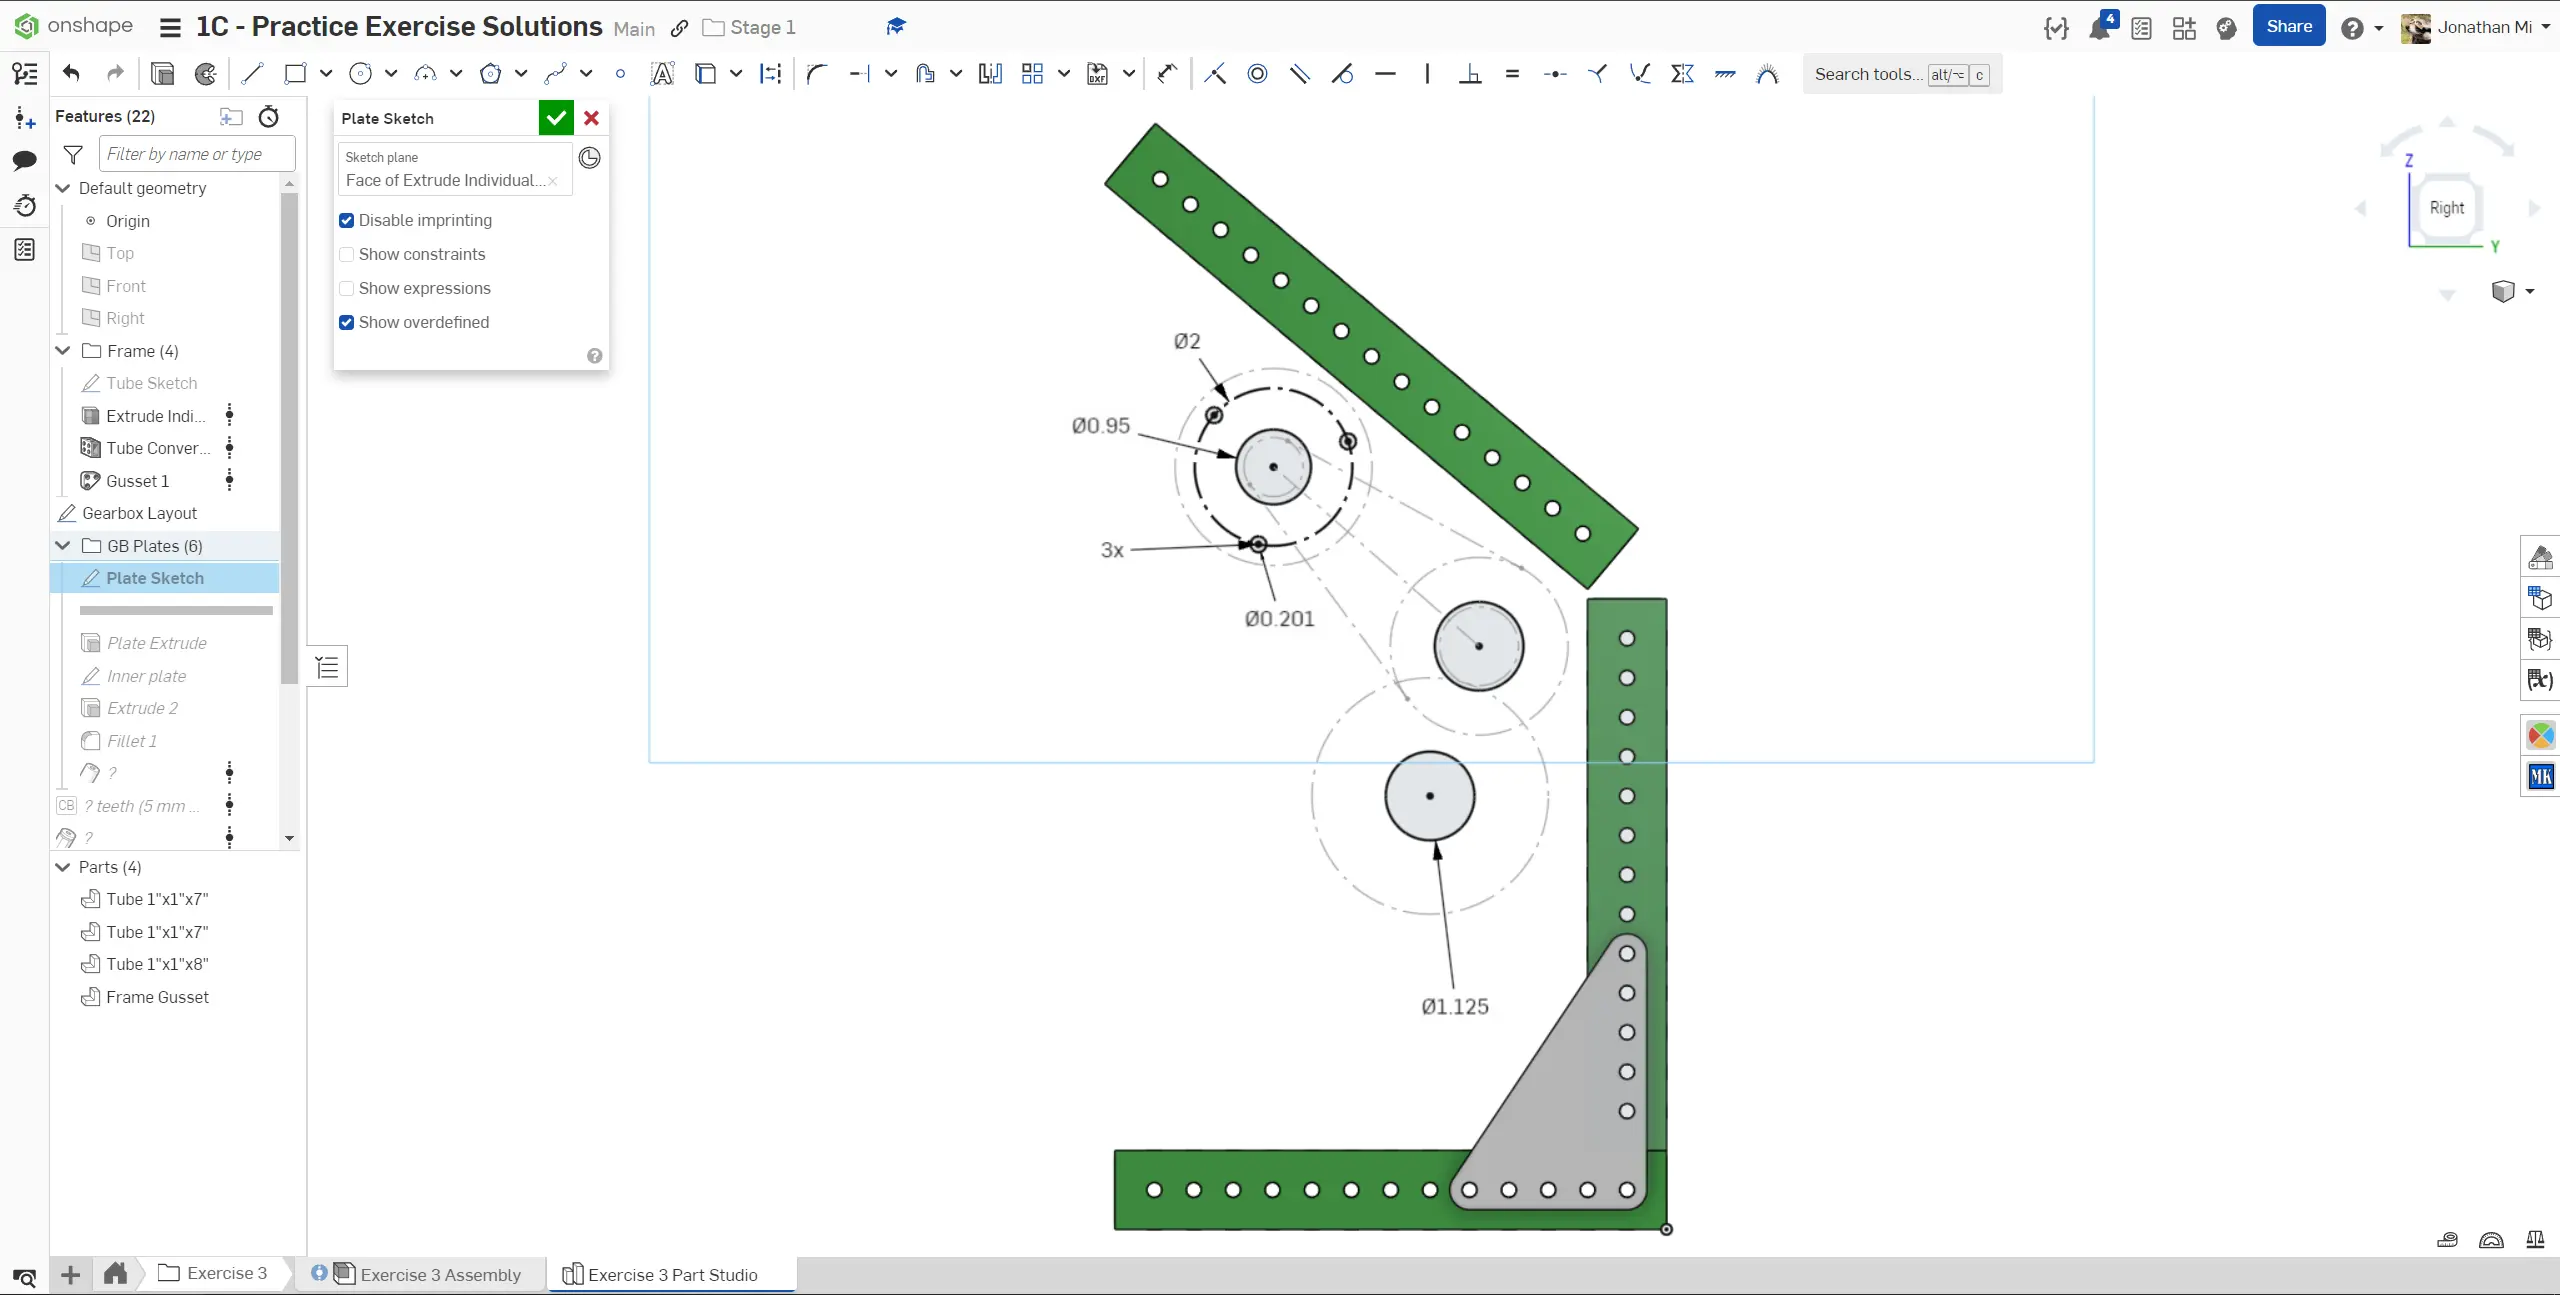 onshape
1C - Practice Exercise Solutions Main Stage 1
4
Share
Jonathan Mi
Search tools... alt/⌥ c
Features (22)
Filter by name or type
Default geometry
Origin
Top
Front
Right
Frame (4)
Tube Sketch
Extrude Indi...
Tube Conver...
Gusset 1
Gearbox Layout
GB Plates (6)
Plate Sketch
Plate Extrude
Inner plate
Extrude 2
Fillet 1
?
CB ? teeth (5 mm ...
?
Parts (4)
Tube 1"x1"x7"
Tube 1"x1"x7"
Tube 1"x1"x8"
Frame Gusset
Plate Sketch
Sketch plane
Face of Extrude Individual...
Disable imprinting
Show constraints
Show expressions
Show overdefined
Ø2
Ø0.95
3x
Ø0.201
Ø1.125
Z
Right
Y
MK
Exercise 3
Exercise 3 Assembly
Exercise 3 Part Studio